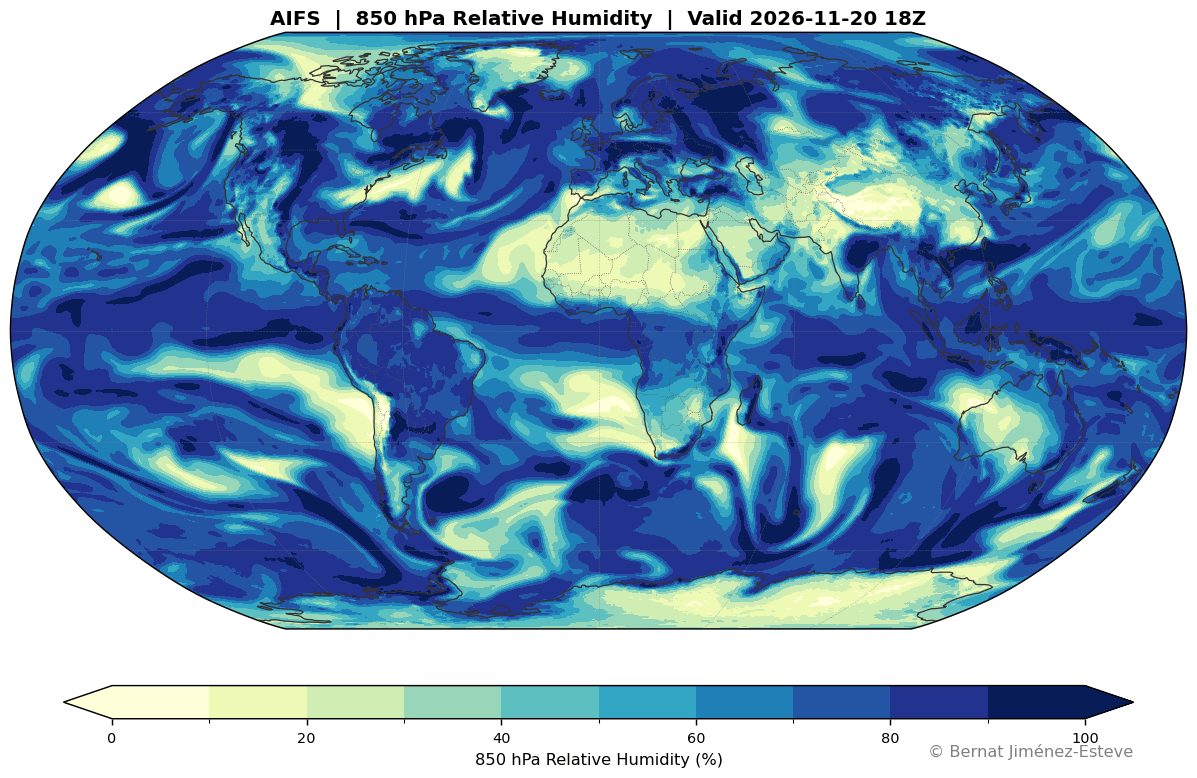 AIFS | 850 hPa Relative Humidity | Valid 2026-11-20 18Z
0 20 40 60 80 100
850 hPa Relative Humidity (%)
© Bernat Jiménez-Esteve